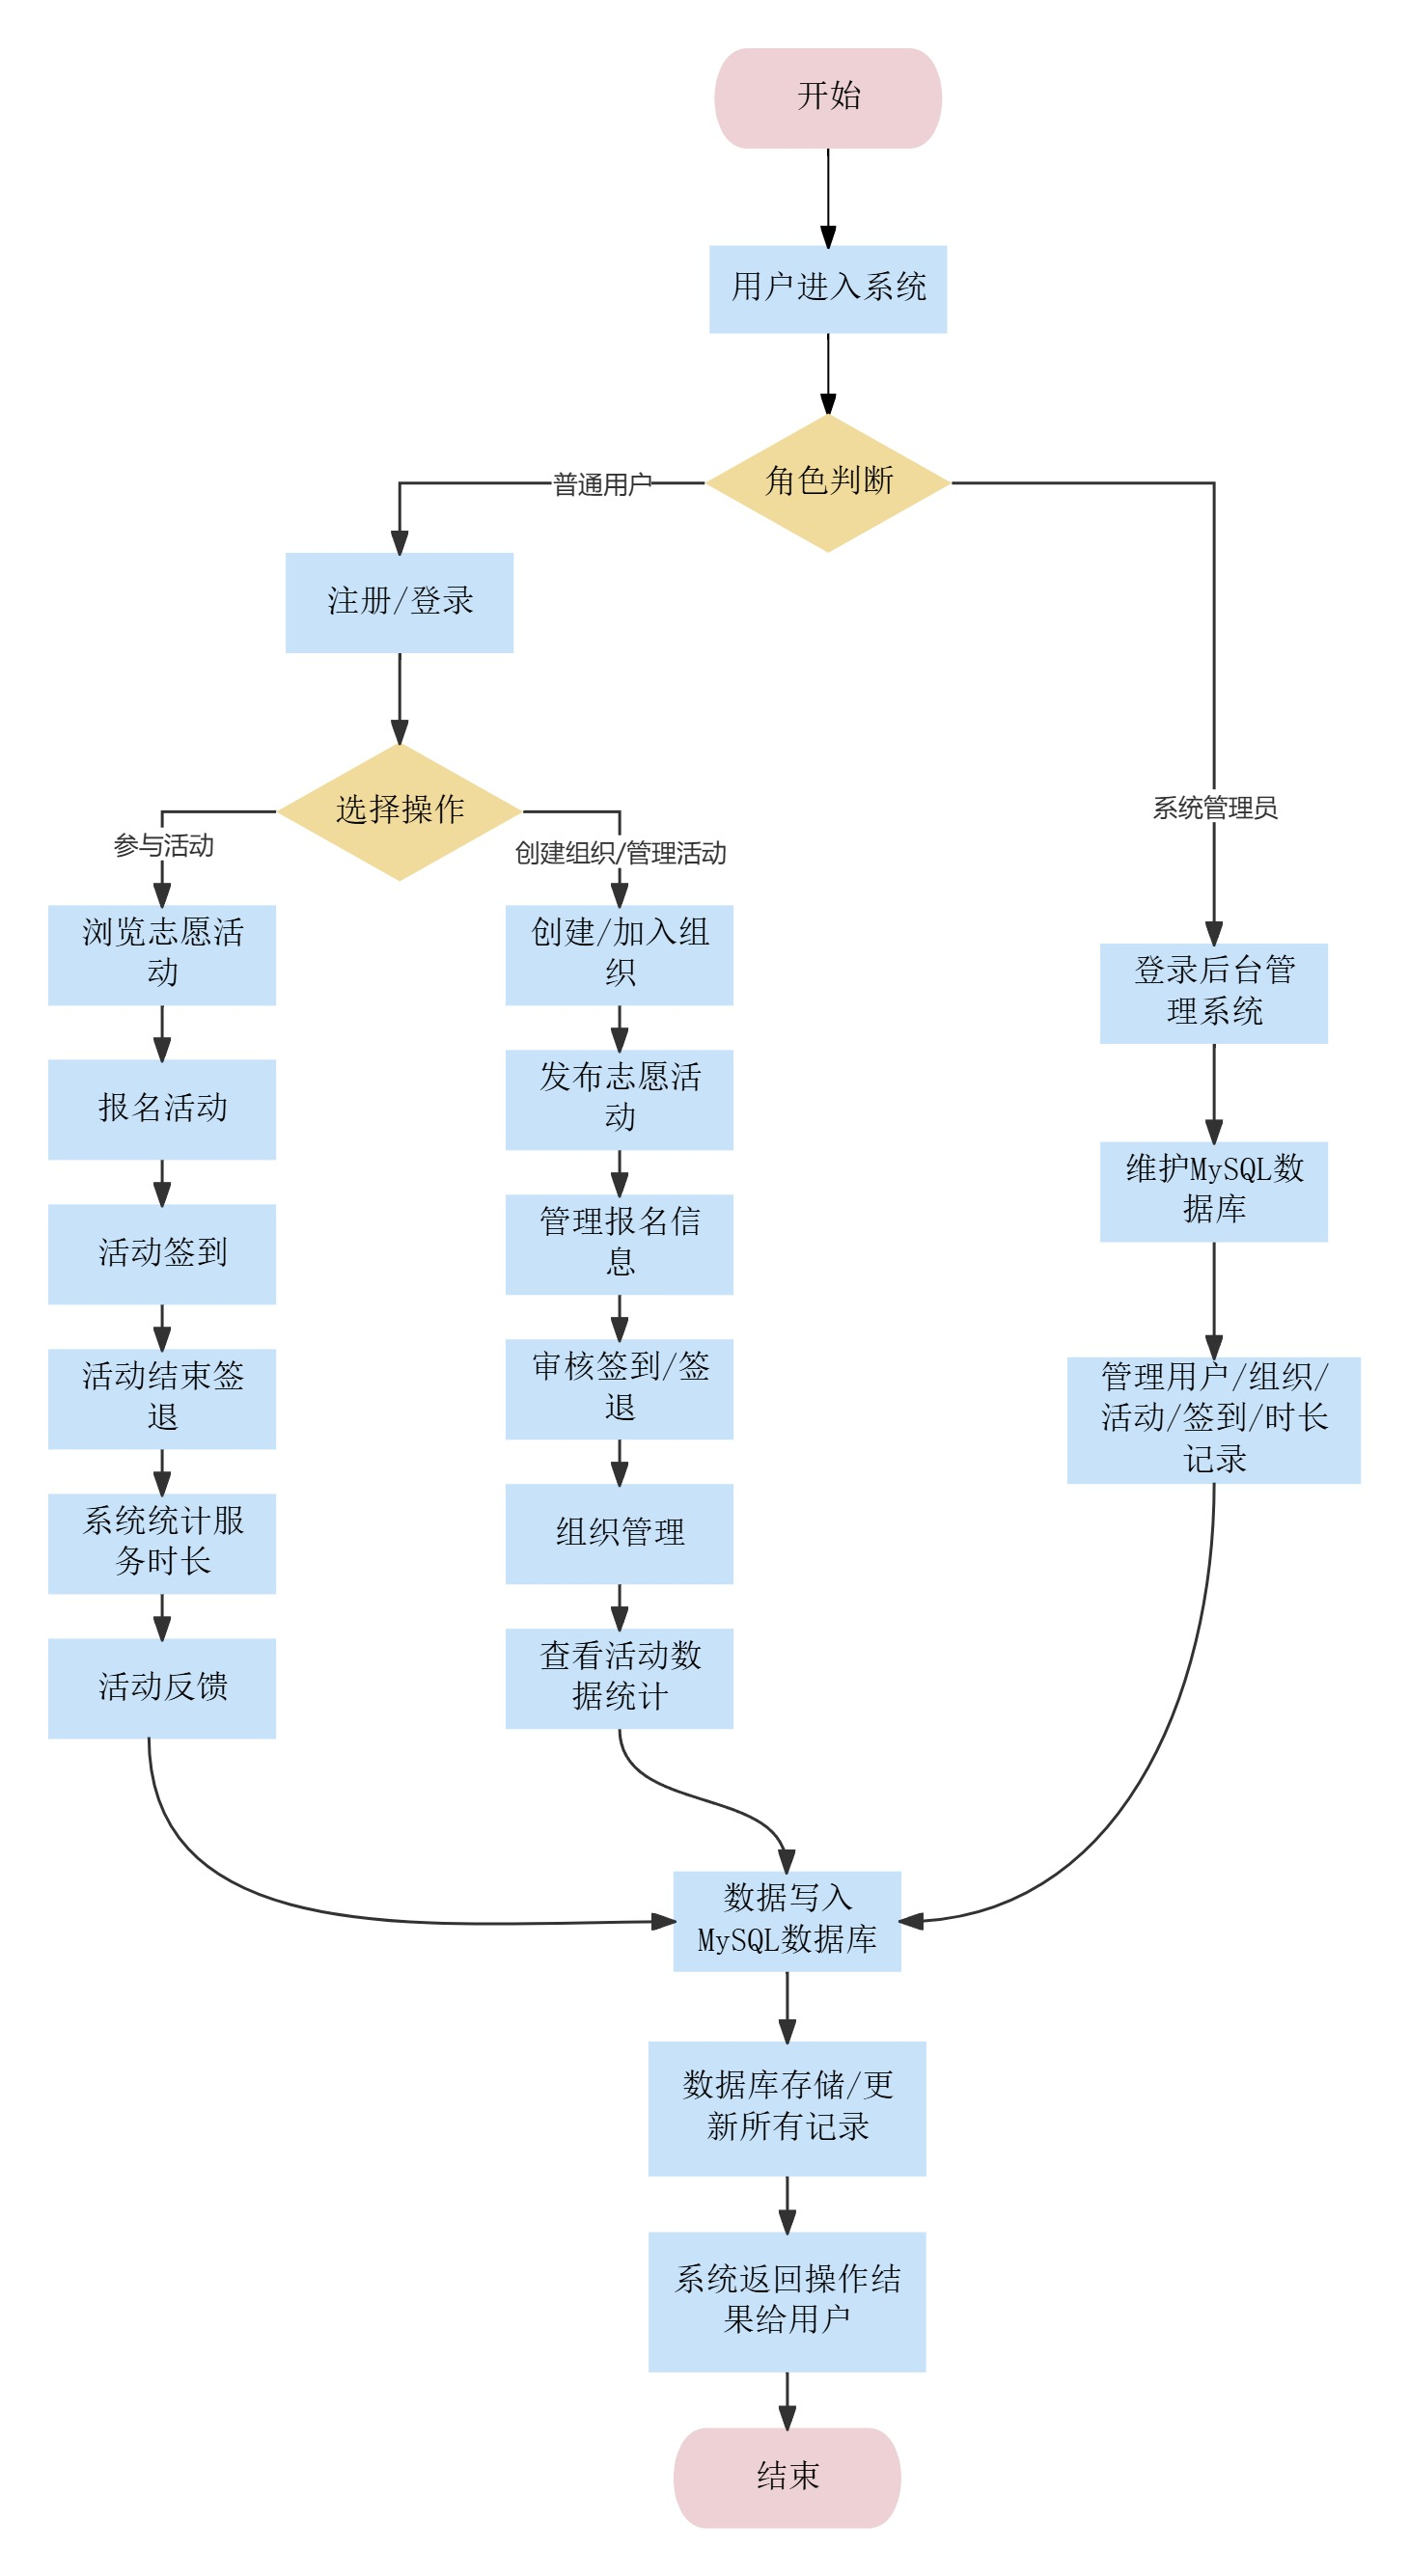 开始
用户进入系统
角色判断
普通用户
注册/登录
选择操作
系统管理员
参与活动
创建组织/管理活动
浏览志愿活
动
报名活动
活动签到
活动结束签
退
系统统计服
务时长
活动反馈
创建/加入组
织
发布志愿活
动
管理报名信
息
审核签到/签
退
组织管理
查看活动数
据统计
登录后台管
理系统
维护MySQL数
据库
管理用户/组织/
活动/签到/时长
记录
数据写入
MySQL数据库
数据库存储/更
新所有记录
系统返回操作结
果给用户
结束